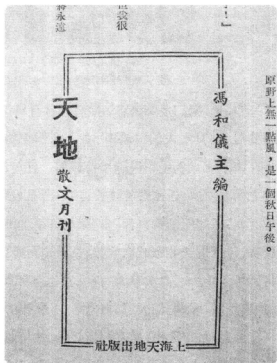 原野上無一點風，是一個秋日午後。
馮和儀主編
天地
散文月刊
上海天地出版社